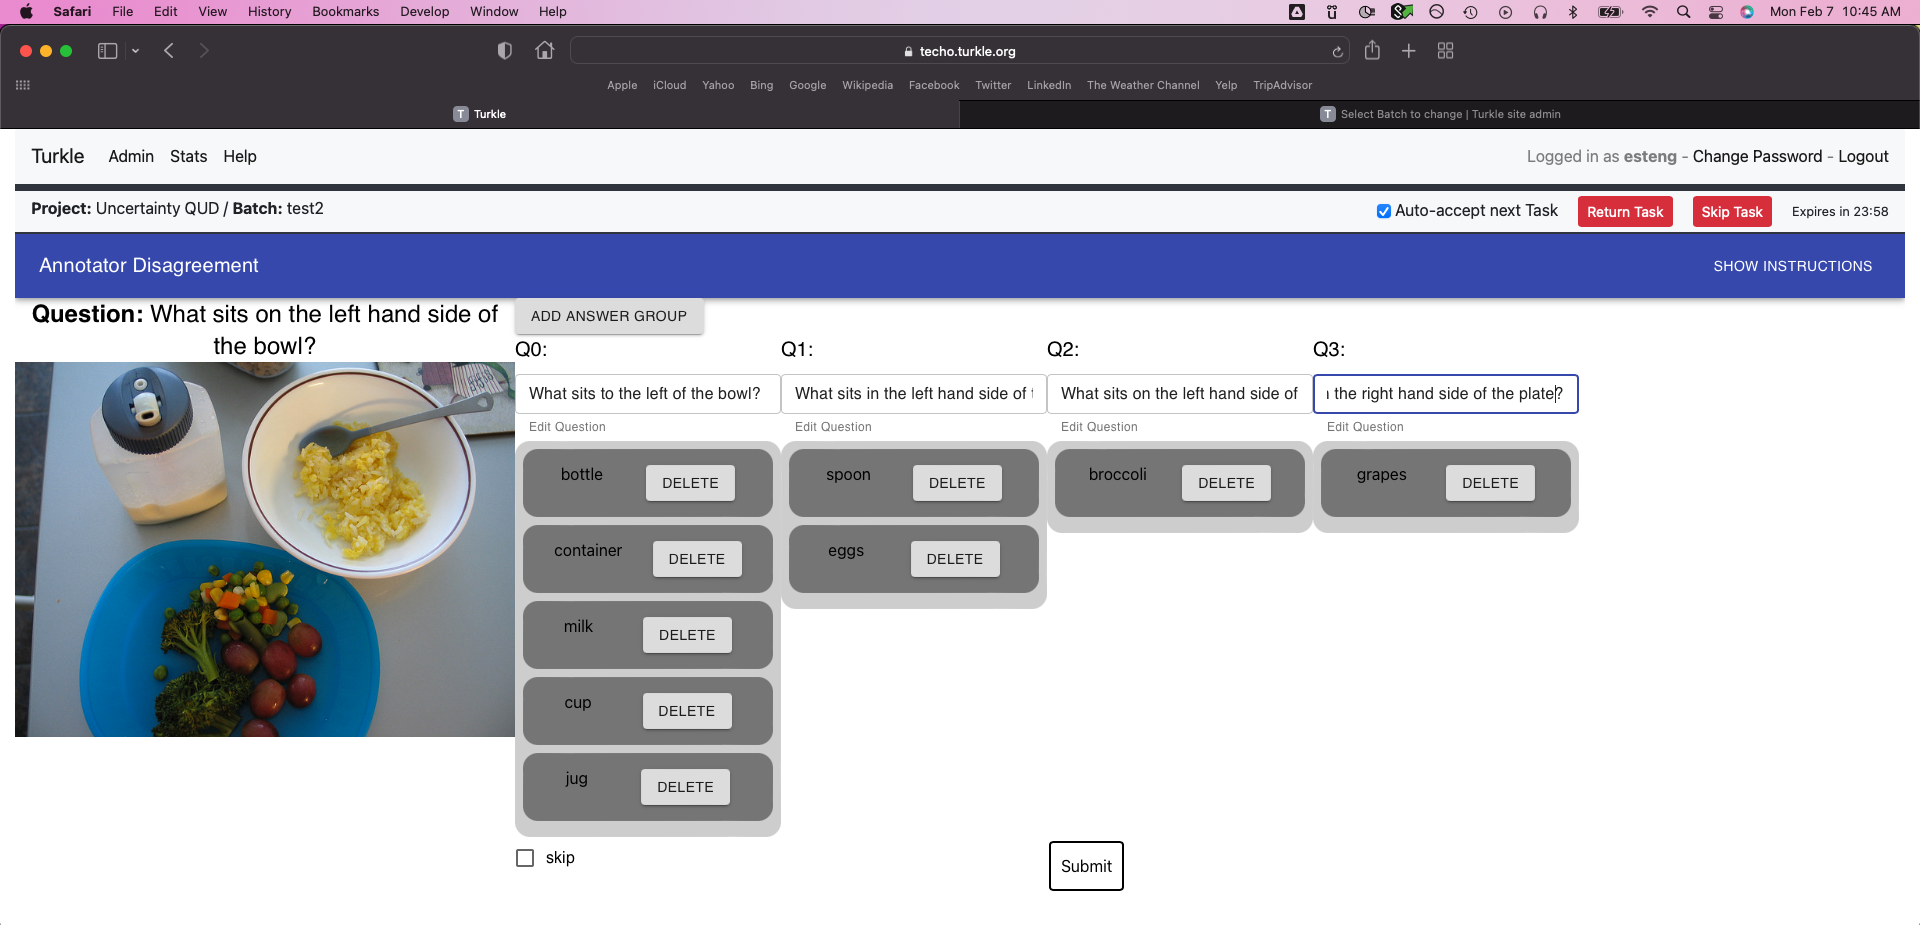 Safari File Edit View History Bookmarks Develop Window Help Mon Feb 7 10:45 AM
techo.turkle.org
Apple iCloud Yahoo Bing Google Wikipedia Facebook Twitter LinkedIn The Weather Channel Yelp TripAdvisor
T Turkle T Select Batch to change | Turkle site admin
Turkle Admin Stats Help Logged in as esteng - Change Password - Logout
Project: Uncertainty QUD / Batch: test2 Auto-accept next Task Return Task Skip Task Expires in 23:58
Annotator Disagreement SHOW INSTRUCTIONS
Question: What sits on the left hand side of
the bowl?
ADD ANSWER GROUP
Q0: Q1: Q2: Q3:
What sits to the left of the bowl? What sits in the left hand side of What sits on the left hand side of the right hand side of the plate?
Edit Question Edit Question Edit Question Edit Question
bottle DELETE spoon DELETE broccoli DELETE grapes DELETE
container DELETE eggs DELETE
milk DELETE
cup DELETE
jug DELETE
skip
Submit